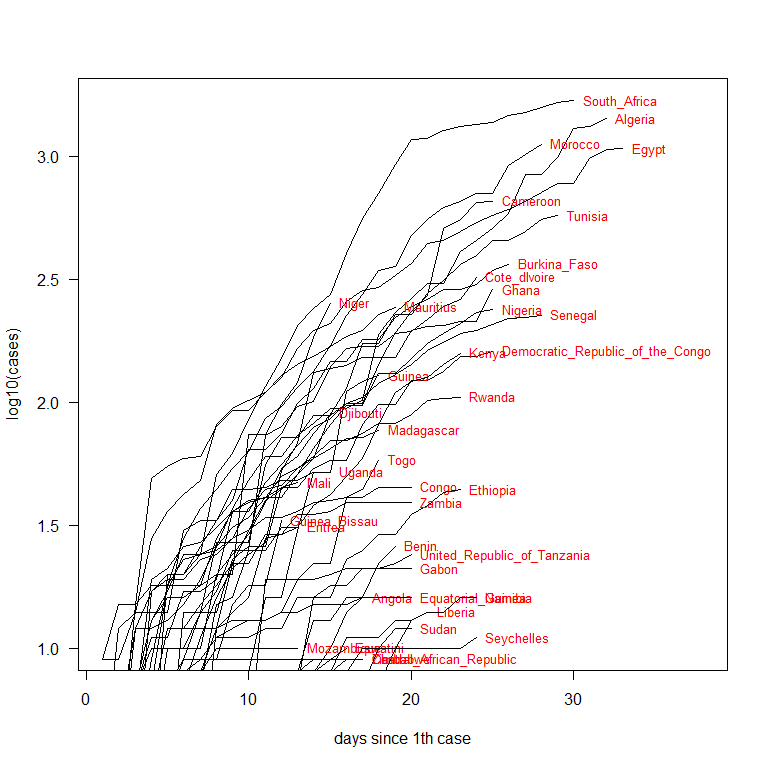 South_Africa
Algeria
Morocco
Egypt
3.0
Cameroon
Tunisia
Burkina_Faso
Cote_dIvoire
2.5
Ghana
Niger
Mauritius
Nigeria
Senegal
Kenya
Democratic_Republic_of_the_Congo
Guinea
2.0
Rwanda
Djibouti
Madagascar
Togo
Uganda
Mali
Congo
Ethiopia
Zambia
1.5
Guinea_Bissau
Eritrea
Benin
United_Republic_of_Tanzania
Gabon
Angola
Equatorial_Guinea
Namibia
Liberia
Sudan
Seychelles
1.0
Mozambique
Eswatini
Zimbabwe
Central_African_Republic
log10(cases)
0 10 20 30
days since 1th case